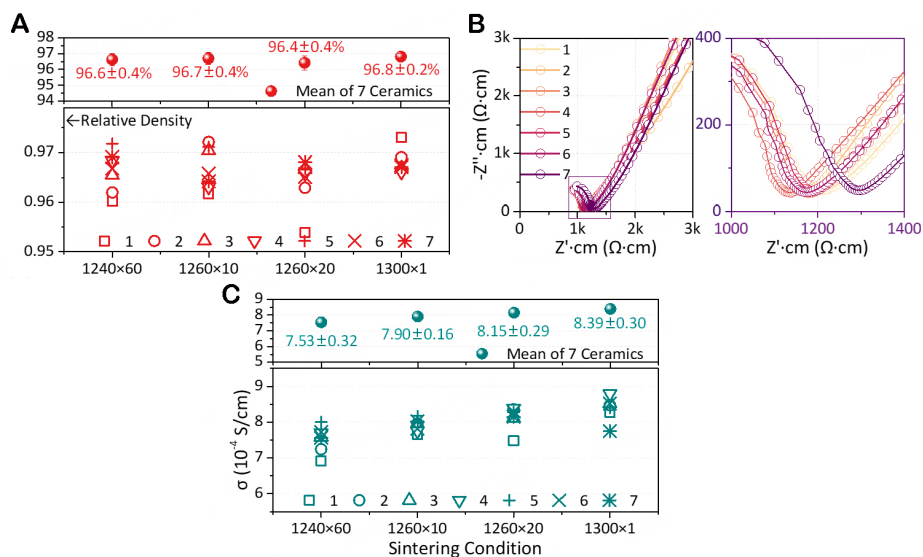 A
98
97
96
95
94
96.6±0.4%
96.7±0.4%
96.4±0.4%
96.8±0.2%
Mean of 7 Ceramics
←Relative Density
0.97
0.96
0.95
1 2 3 4 5 6 7
1240×60 1260×10 1260×20 1300×1
B
-Z''·cm (Ω·cm)
3k
2k
1k
0
1
2
3
4
5
6
7
0 1k 2k 3k
Z'·cm (Ω·cm)
400
200
0
1000 1200 1400
Z'·cm (Ω·cm)
C
9
8
7
6
5
7.53±0.32
7.90±0.16
8.15±0.29
8.39±0.30
Mean of 7 Ceramics
σ (10⁻⁴ S/cm)
9
8
7
6
1 2 3 4 5 6 7
1240×60 1260×10 1260×20 1300×1
Sintering Condition